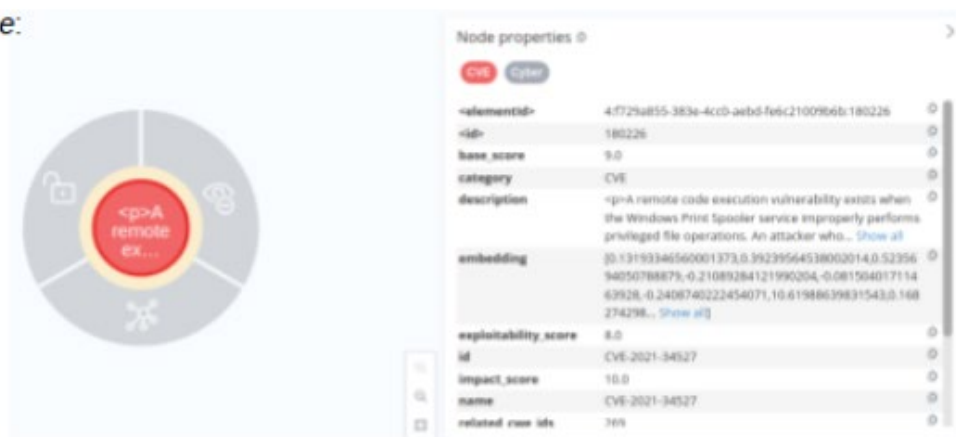 e:
<p>A
remote
ex...
Node properties
CVE Cyber
<elementId> 4:f729a855-383e-4cc0-aebd-fe6c21009b6b:180226
<id> 180226
base_score 9.0
category CVE
description <p>A remote code execution vulnerability exists when
the Windows Print Spooler service improperly performs
privileged file operations. An attacker who... Show all
embedding [0.13193346560001373,0.39239564538002014,0.52356
94050788879,-0.21089284121990204,-0.081504017114
63928,-0.2408740222454071,10.61988639831543,0.168
274298... Show all]
exploitability_score 8.0
id CVE-2021-34527
impact_score 10.0
name CVE-2021-34527
related_cwe_ids 269